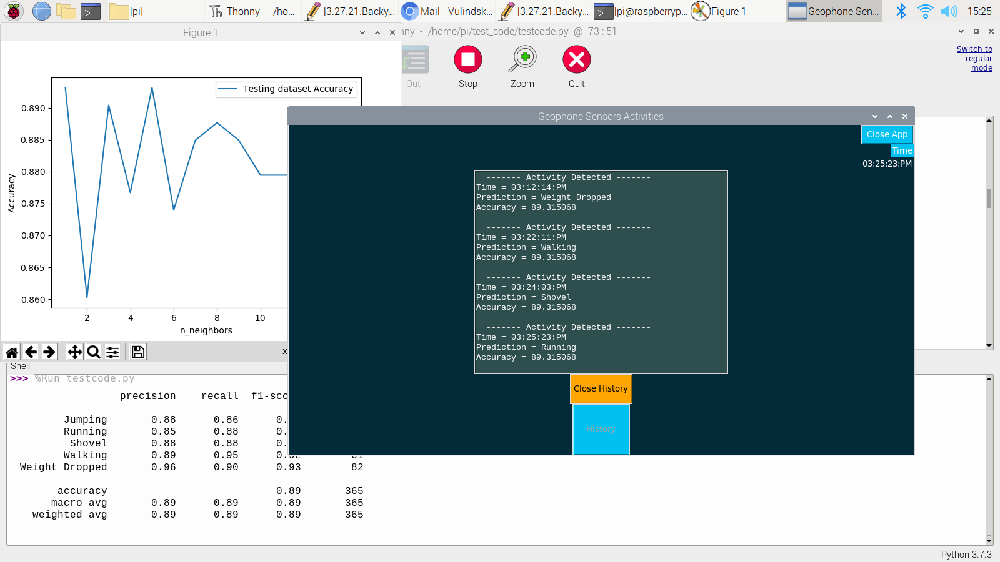 [pi]
Thonny - /ho...
[3.27.21.Backy...
Mail - Vulindsk...
[3.27.21.Backy...
[pi@raspberryp...
Figure 1
Geophone Sen...
15:25
Figure 1
nny - /home/pi/test_code/testcode.py @ 73 : 51
Out
Stop
Zoom
Quit
Switch to
regular
mode
Testing dataset Accuracy
0.890
0.885
0.880
0.875
0.870
0.865
0.860
Accuracy
2 4 6 8 10
n_neighbors
x
Geophone Sensors Activities
Close App
Time
03:25:23:PM
------- Activity Detected -------
Time = 03:12:14:PM
Prediction = Weight Dropped
Accuracy = 89.315068
------- Activity Detected -------
Time = 03:22:11:PM
Prediction = Walking
Accuracy = 89.315068
------- Activity Detected -------
Time = 03:24:03:PM
Prediction = Shovel
Accuracy = 89.315068
------- Activity Detected -------
Time = 03:25:23:PM
Prediction = Running
Accuracy = 89.315068
Close History
History
Shell
>>> %Run testcode.py
precision recall f1-sco
Jumping 0.88 0.86 0.
Running 0.85 0.88 0.
Shovel 0.88 0.88 0.
Walking 0.89 0.95
Weight Dropped 0.96 0.90 0.93 82
accuracy 0.89 365
macro avg 0.89 0.89 0.89 365
weighted avg 0.89 0.89 0.89 365
Python 3.7.3